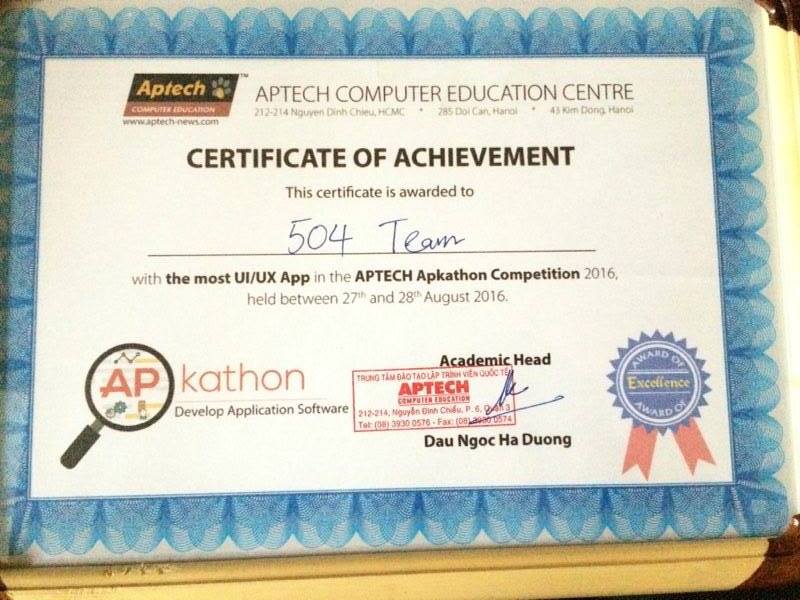 Aptech™
COMPUTER EDUCATION
www.aptech-news.com
APTECH COMPUTER EDUCATION CENTRE
212-214 Nguyen Dinh Chieu, HCMC * 285 Doi Can, Hanoi * 43 Kim Dong, Hanoi
CERTIFICATE OF ACHIEVEMENT
This certificate is awarded to
504 Team
with the most UI/UX App in the APTECH Apkathon Competition 2016,
held between 27th and 28th August 2016.
APkathon
Develop Application Software
Academic Head
TRUNG TÂM ĐÀO TẠO LẬP TRÌNH VIÊN QUỐC TẾ
APTECH
COMPUTER EDUCATION
212-214, Nguyễn Đình Chiểu, P. 6, Quận 3
Tel: (08) 3930 0576 - Fax: (08) 3930 0574
Dau Ngoc Ha Duong
AWARD OF
Excellence
AWARD OF